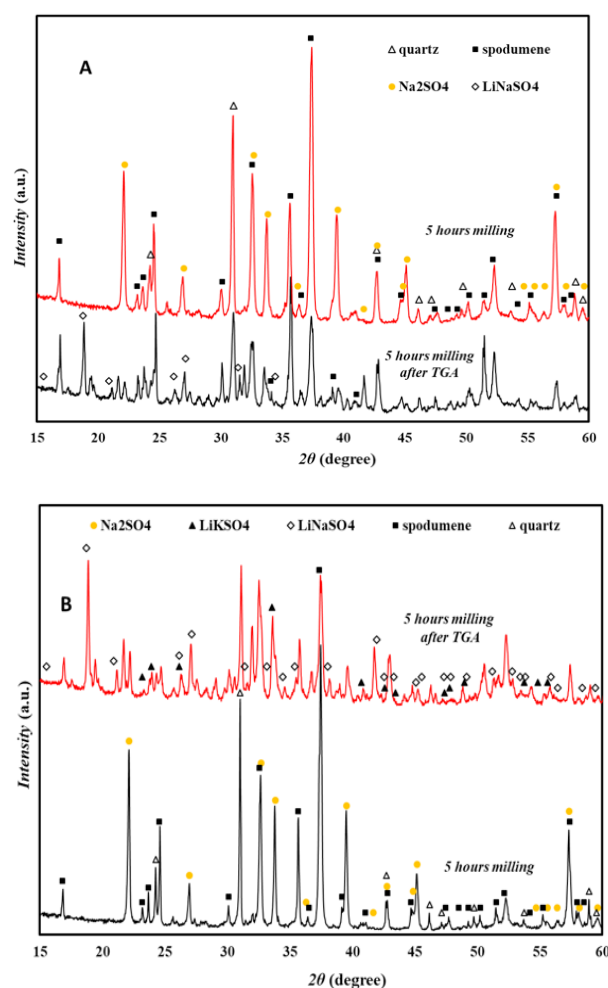 A
quartz
spodumene
Na2SO4
LiNaSO4
5 hours milling
5 hours milling
after TGA
Intensity (a.u.)
15 20 25 30 35 40 45 50 55 60
2θ (degree)
Na2SO4 LiKSO4 LiNaSO4 spodumene quartz
B
5 hours milling
after TGA
5 hours milling
Intensity (a.u.)
15 20 25 30 35 40 45 50 55 60
2θ (degree)